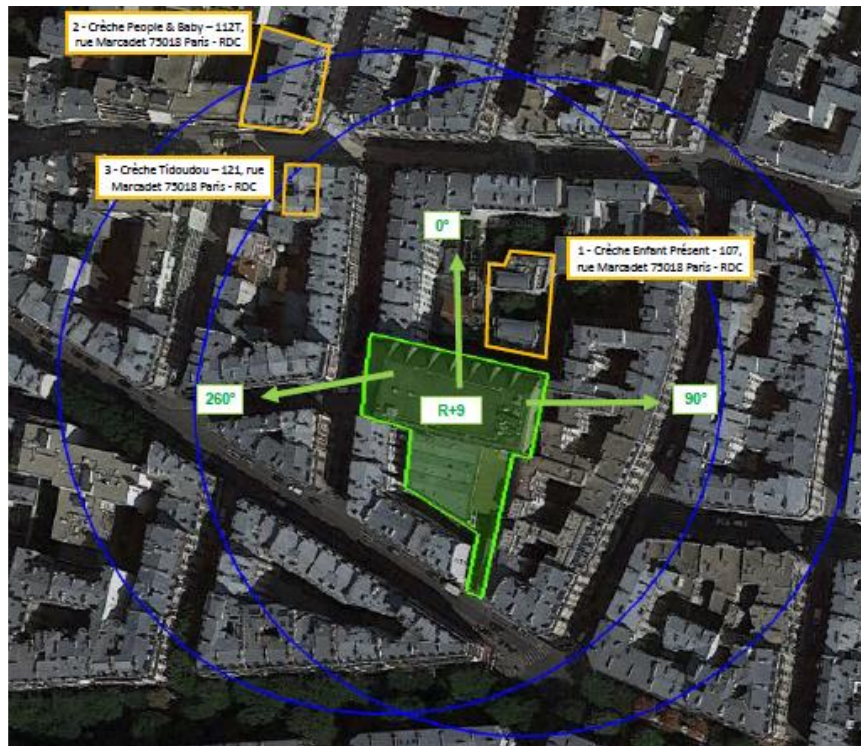 2 - Crèche People & Baby – 112T,
rue Marcadet 75018 Paris - RDC
3 - Crèche Tidoudou – 121, rue
Marcadet 75018 Paris - RDC
0°
1 - Crèche Enfant Présent - 107,
rue Marcadet 75018 Paris - RDC
260°
R+9
90°